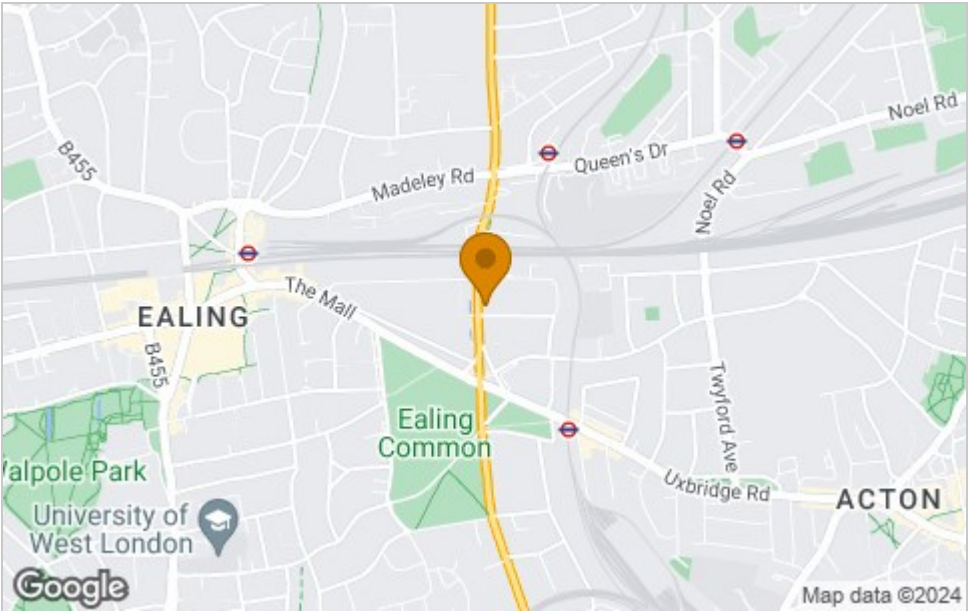 B455
Noel Rd
Queen's Dr
Madeley Rd
Noel Rd
The Mall
EALING
B455
Twyford Ave
Ealing
Common
Uxbridge Rd
alpole Park
ACTON
University of
West London
Google
Map data ©2024